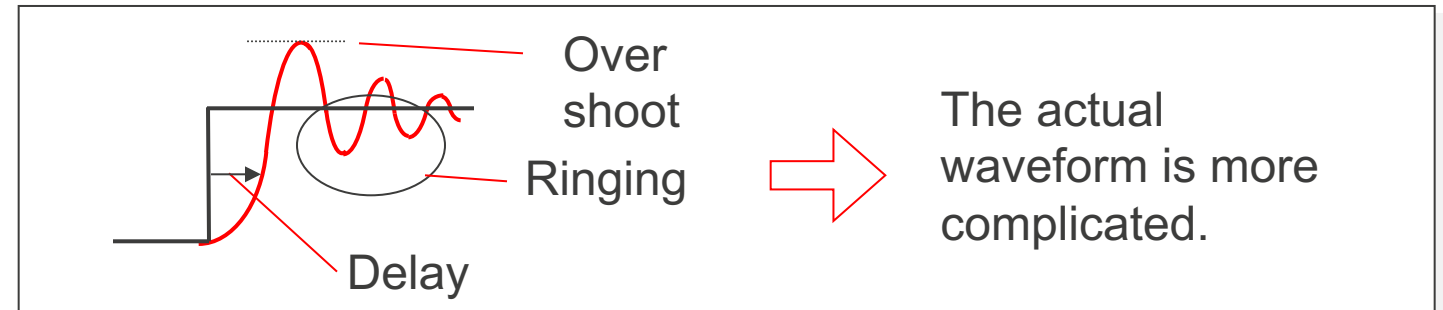 Over
shoot
Ringing
Delay
The actual
waveform is more
complicated.